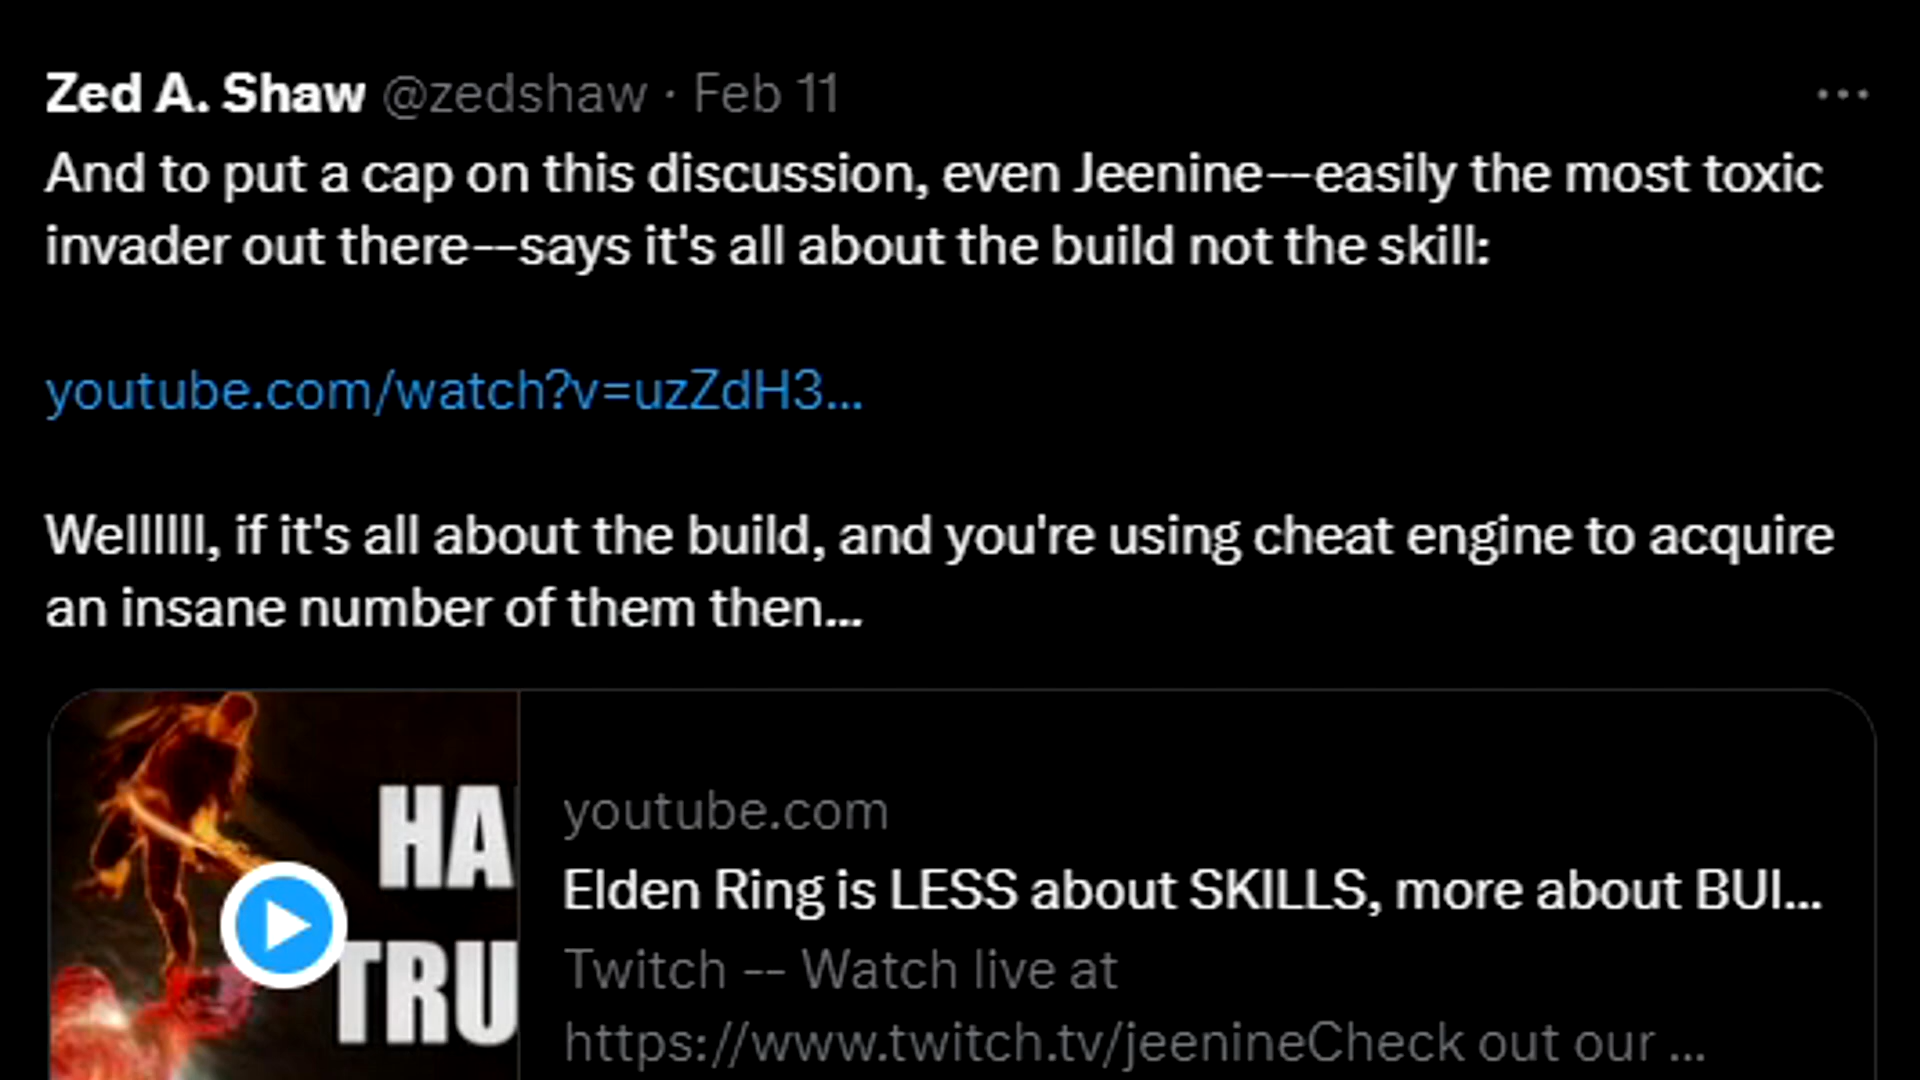 Zed A. Shaw @zedshaw · Feb 11
And to put a cap on this discussion, even Jeenine--easily the most toxic
invader out there--says it's all about the build not the skill:
youtube.com/watch?v=uzZdH3...
Wellllll, if it's all about the build, and you're using cheat engine to acquire
an insane number of them then...
HA
TRU
youtube.com
Elden Ring is LESS about SKILLS, more about BUI...
Twitch -- Watch live at
https://www.twitch.tv/jeenineCheck out our ...